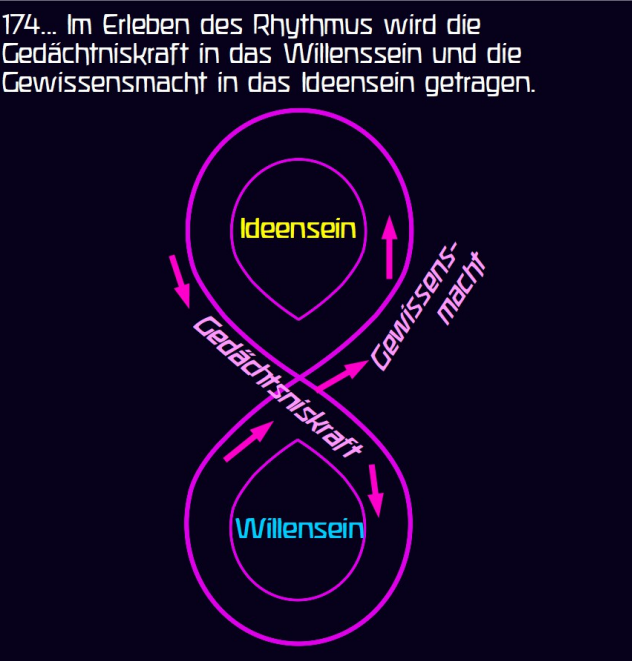 174... Im Erleben des Rhythmus wird die
Gedächtniskraft in das Willenssein und die
Gewissensmacht in das Ideensein getragen.
Ideensein
Gewissens-
macht
Gedächtsniskraft
Willensein